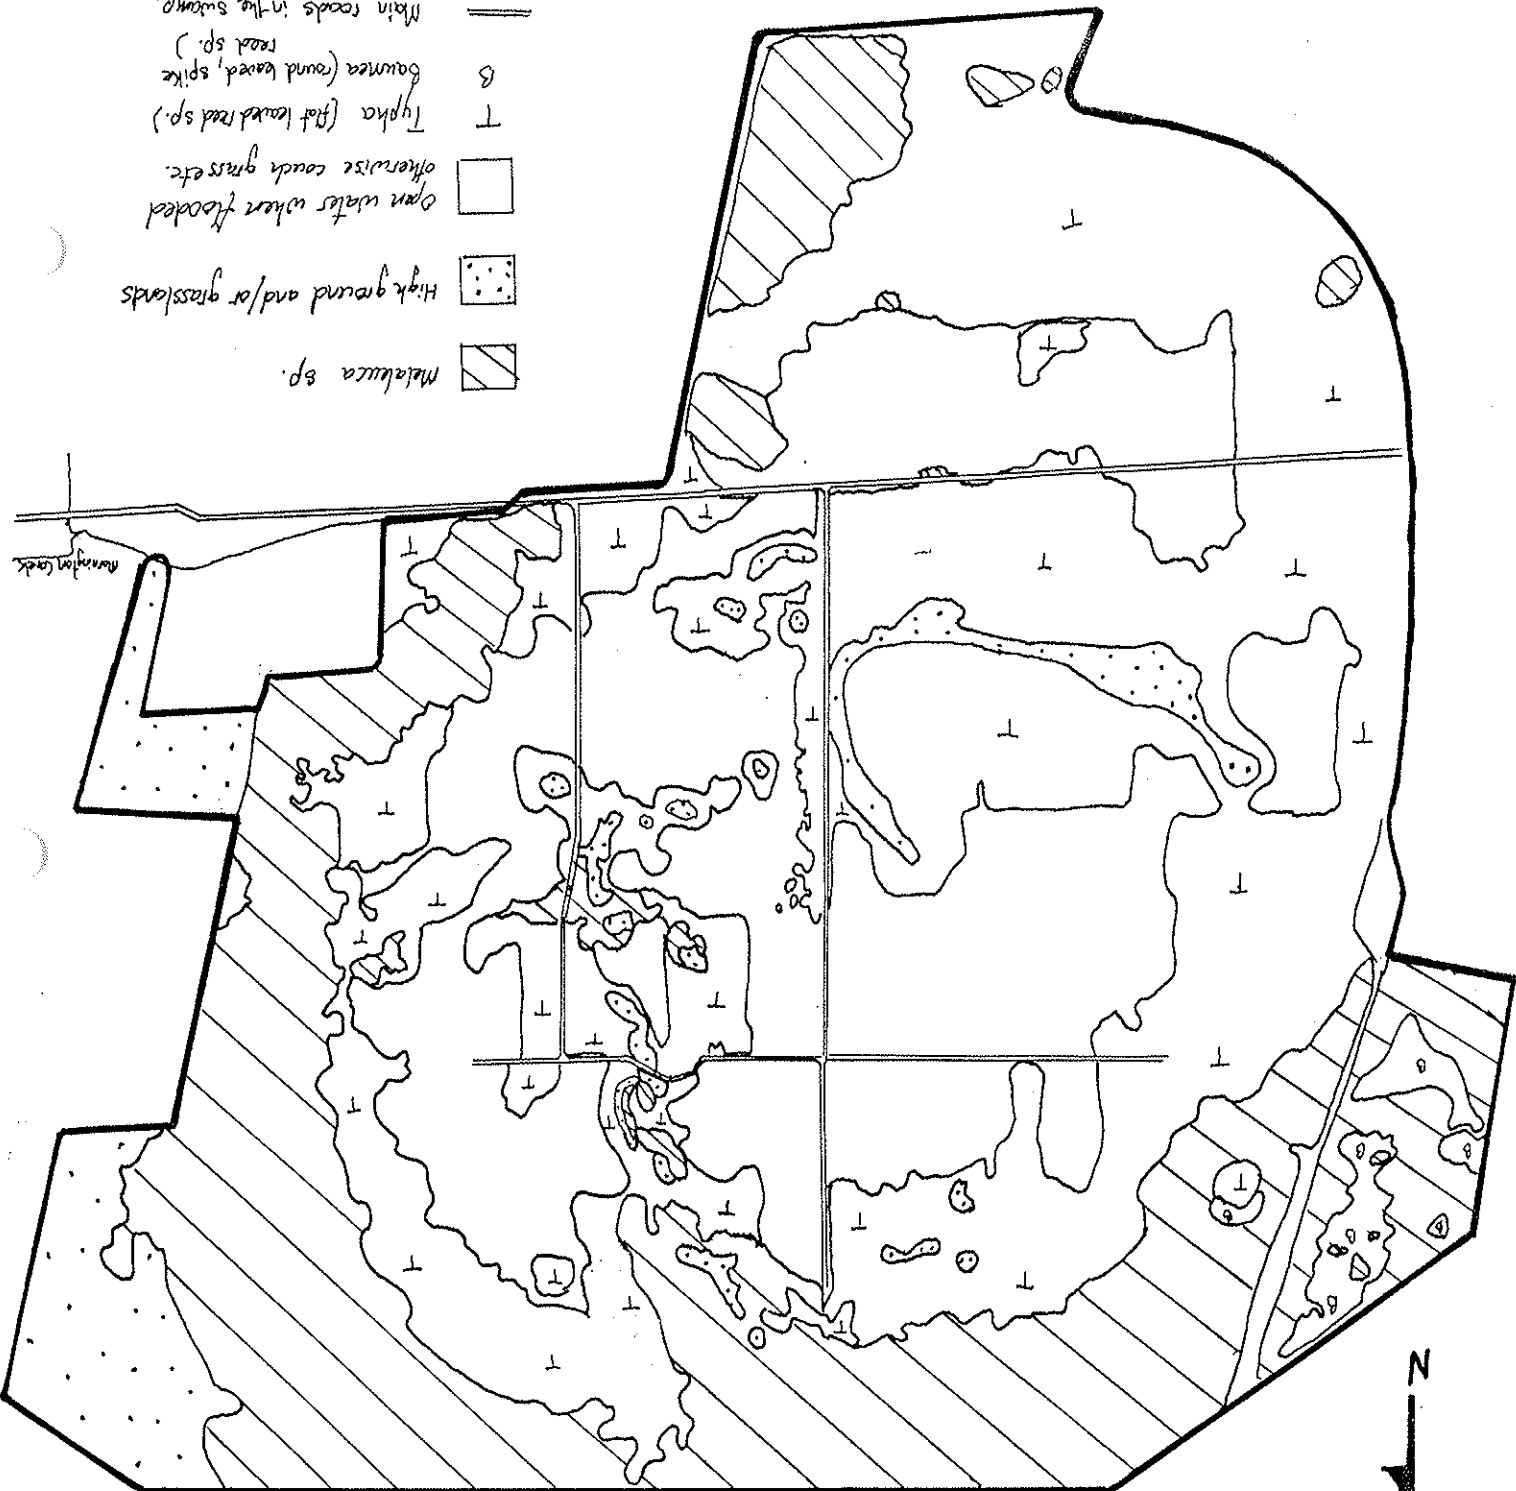 N
Melaleuca sp.
High ground and/or grasslands
Open water when flooded
otherwise couch grass etc.
T Typha (flat leaved reed sp.)
B Baumea (round leaved, spike
reed sp.)
Main roads in the swamp.